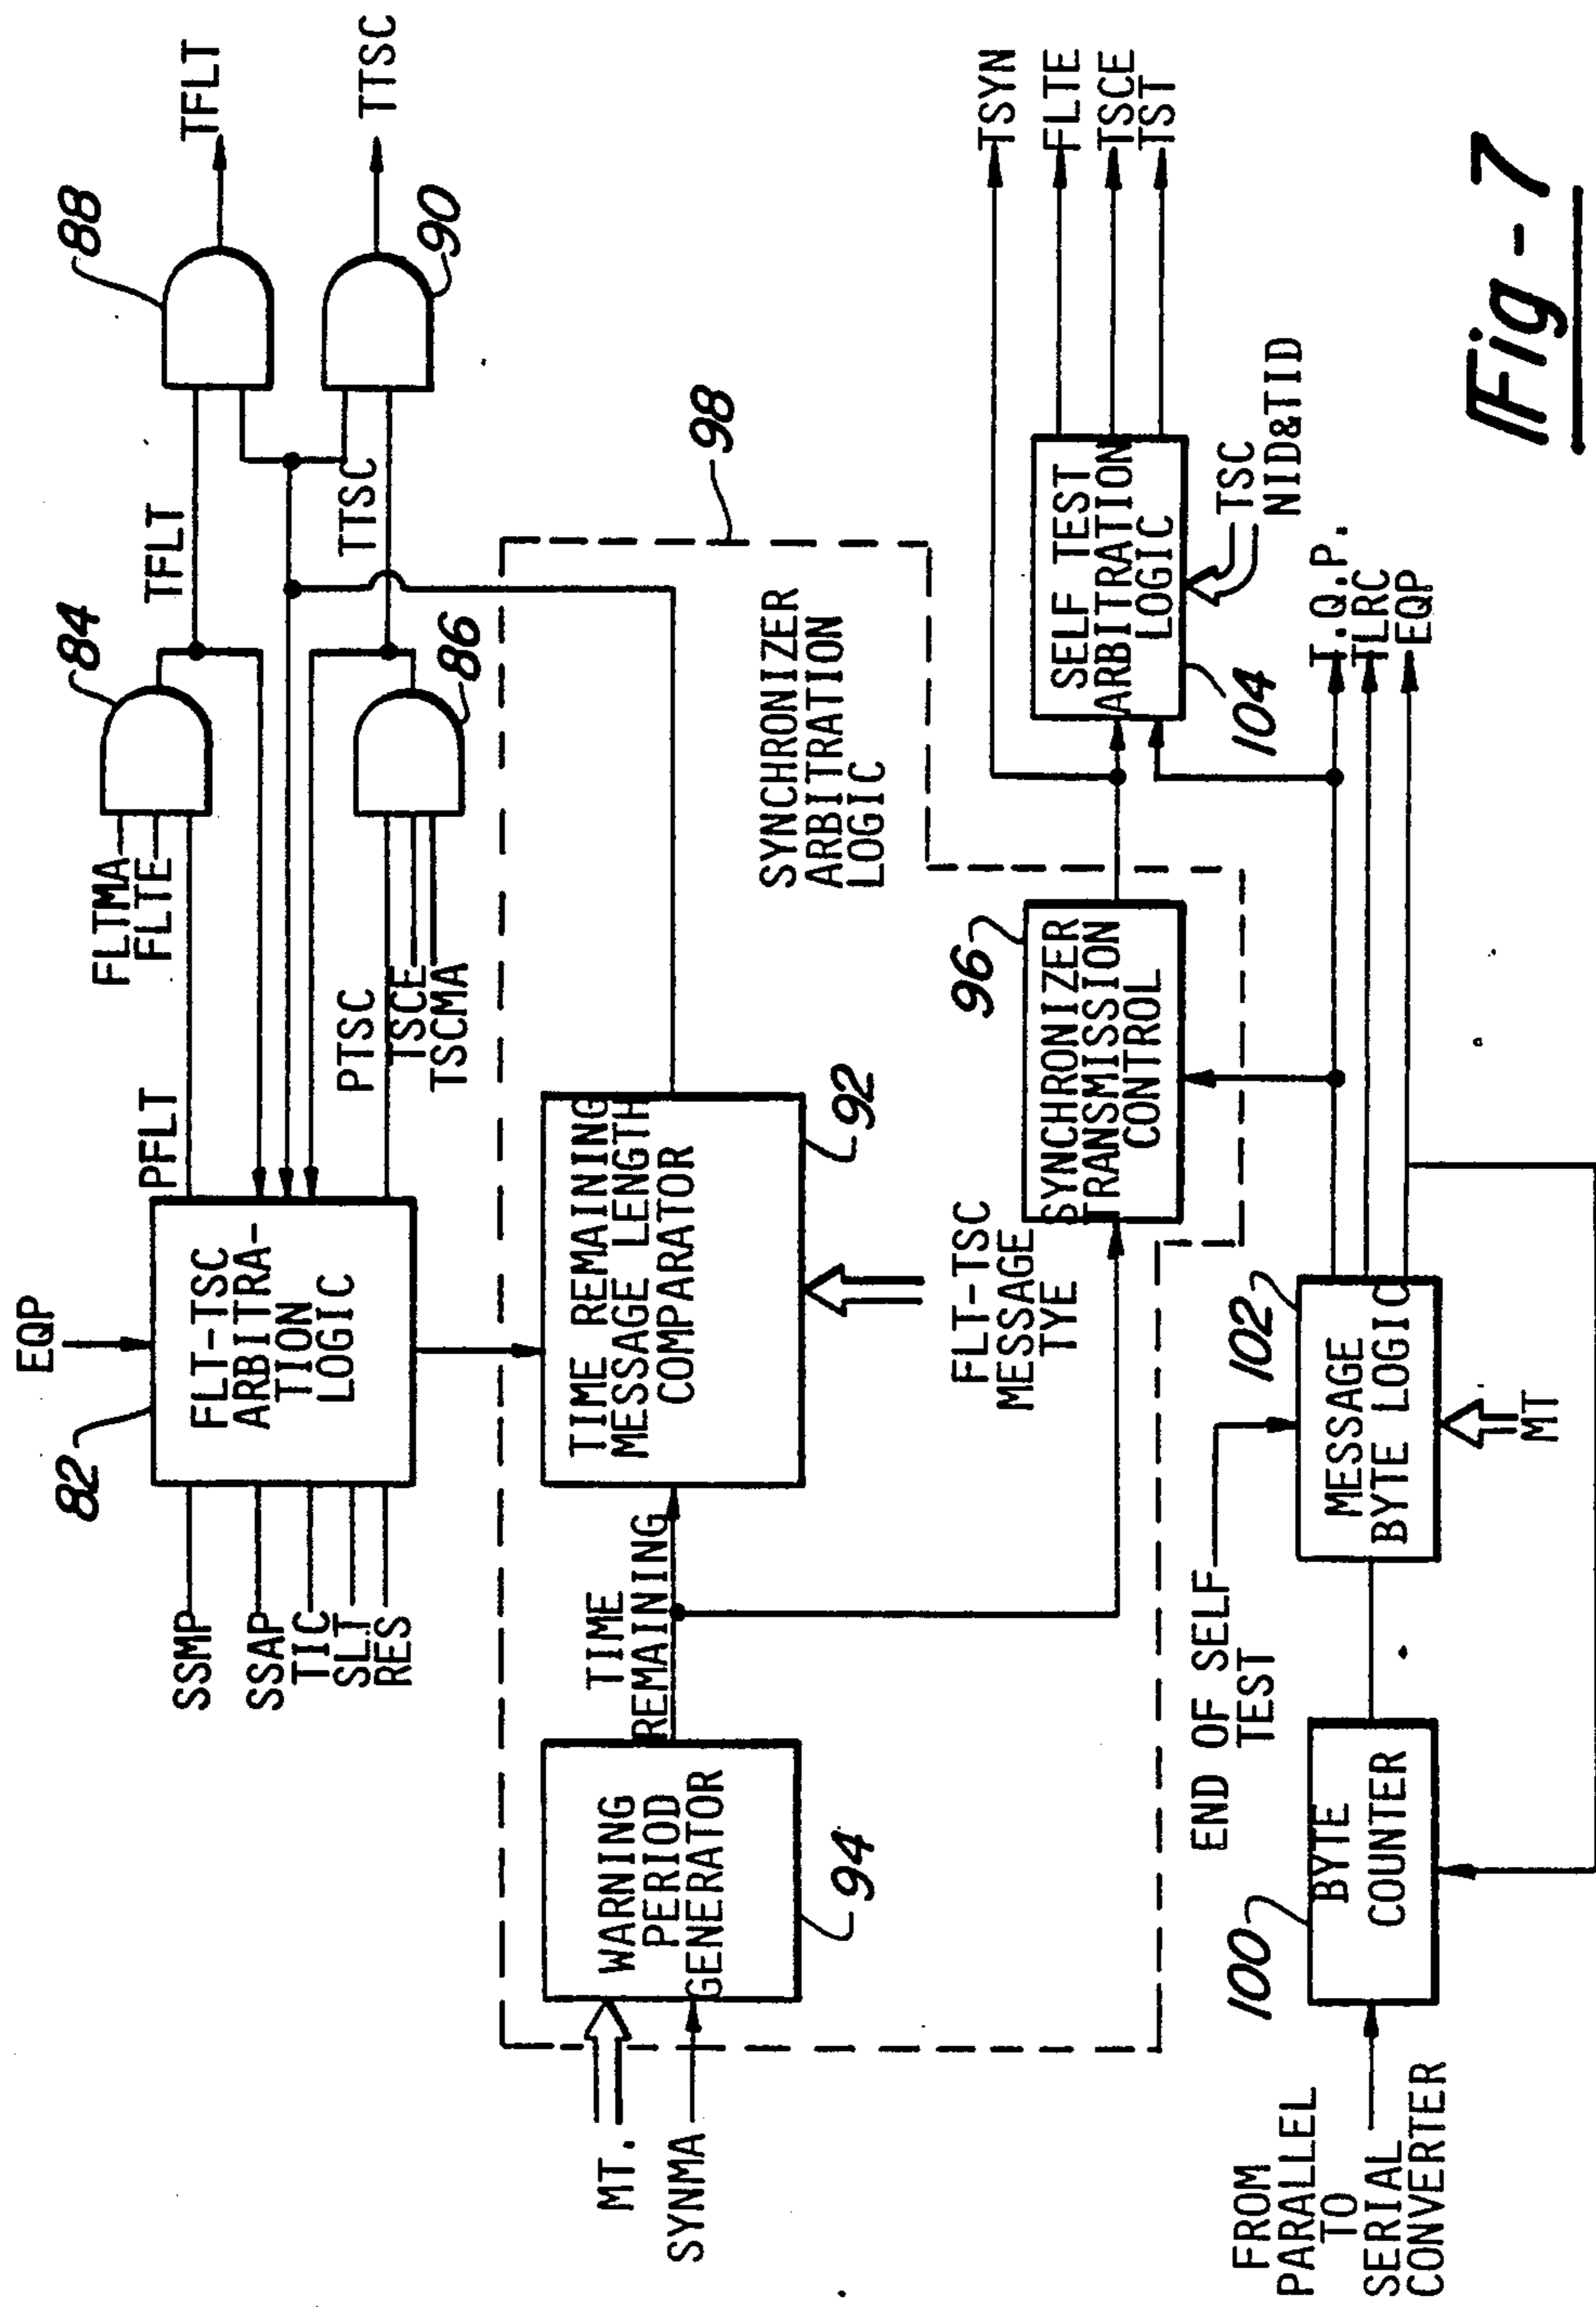 EQP
82
FLT-TSC
ARBITRA-
TION
LOGIC
SSMP
SSAP
TIC
SLT
RES
PFLT
FLTMA
FLTE
84
TFLT
88
TFLT
PTSC
TSCE
TSCMA
86
TTSC
90
TTSC
98
SYNCHRONIZER
ARBITRATION
LOGIC
MT.
SYNMA
WARNING
PERIOD
GENERATOR
94
TIME
REMAINING
TIME REMAINING
MESSAGE LENGTH
COMPARATOR
92
FLT-TSC
MESSAGE
TYE
96
SYNCHRONIZER
TRANSMISSION
CONTROL
SELF TEST
ARBITRATION
LOGIC
104
TSC
NID&TID
TSYN
FLTE
TSCE
TST
FROM
PARALLEL
TO
SERIAL
CONVERTER
100
BYTE
COUNTER
END OF SELF
TEST
102
MESSAGE
BYTE LOGIC
MT
T.Q.P.
TLRC
EQP
Fig-7